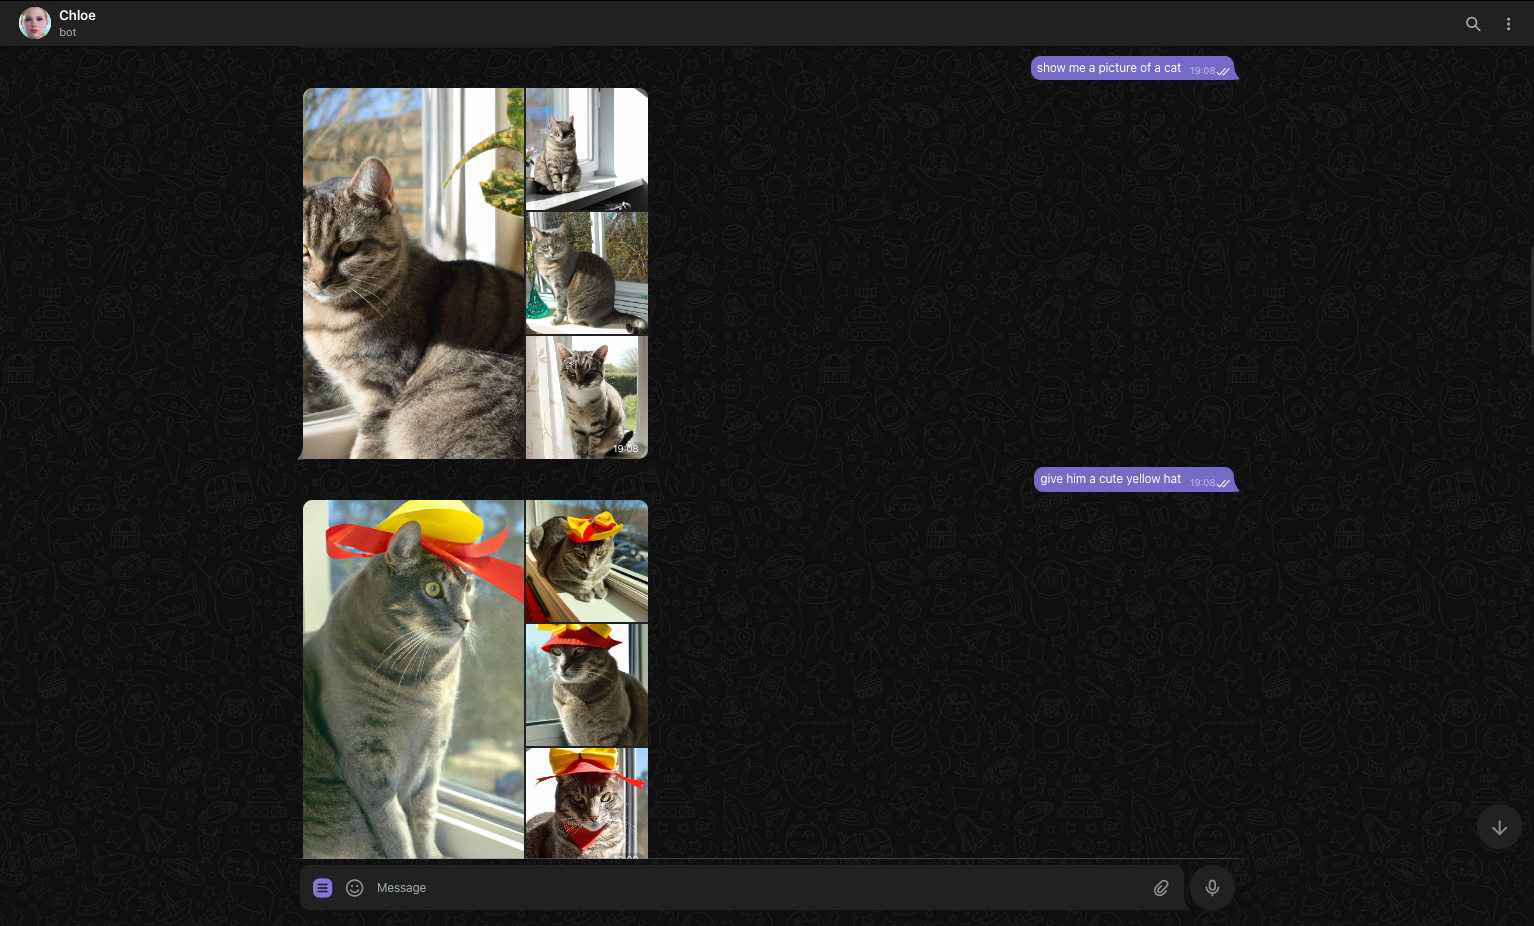 Chloe
bot
show me a picture of a cat 19:08
19:08
give him a cute yellow hat 19:08
Message